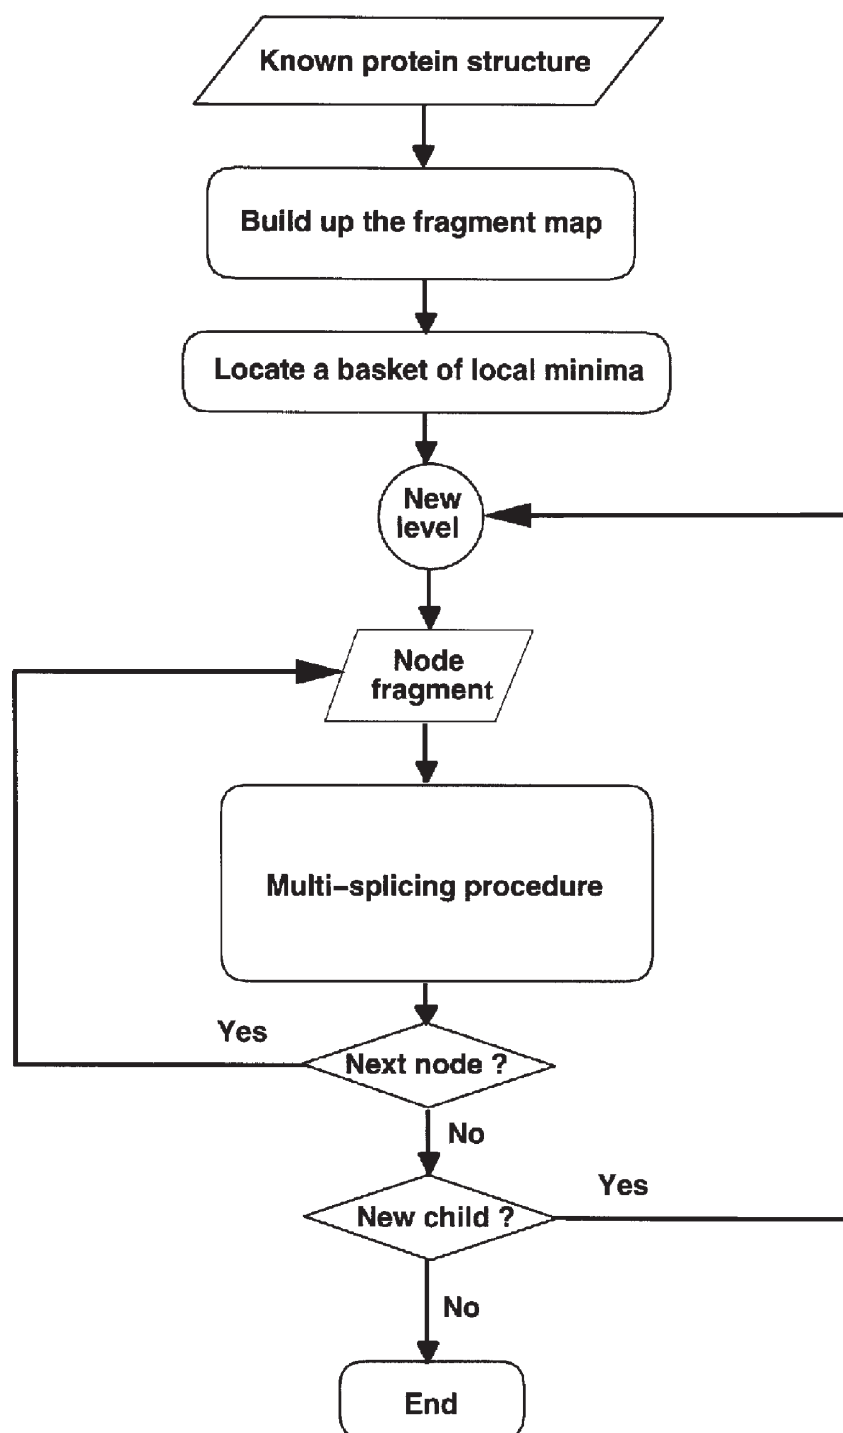 Known protein structure
Build up the fragment map
Locate a basket of local minima
New
level
Node
fragment
Multi–splicing procedure
Yes
Next node ?
No
Yes
New child ?
No
End